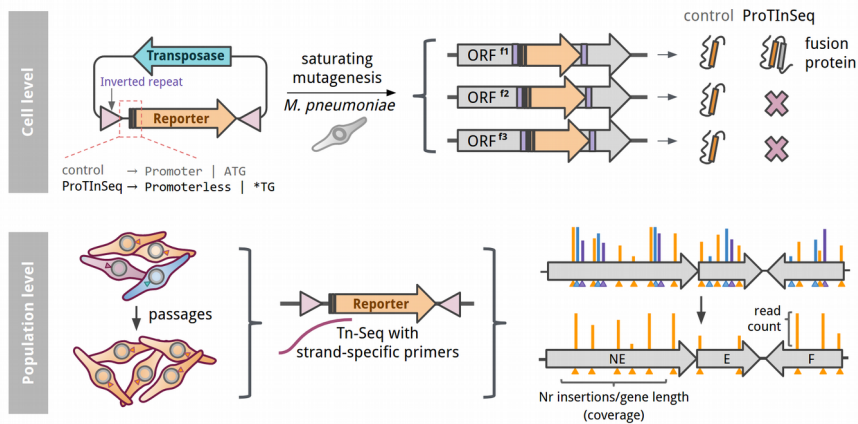 Cell level
Transposase
Inverted repeat
Reporter
control → Promoter | ATG
ProTInSeq → Promoterless | *TG
saturating
mutagenesis
M. pneumoniae
ORF f1
ORF f2
ORF f3
control ProTInSeq
fusion
protein
Population level
passages
Reporter
Tn-Seq with
strand-specific primers
read
count
NE E F
Nr insertions/gene length
(coverage)